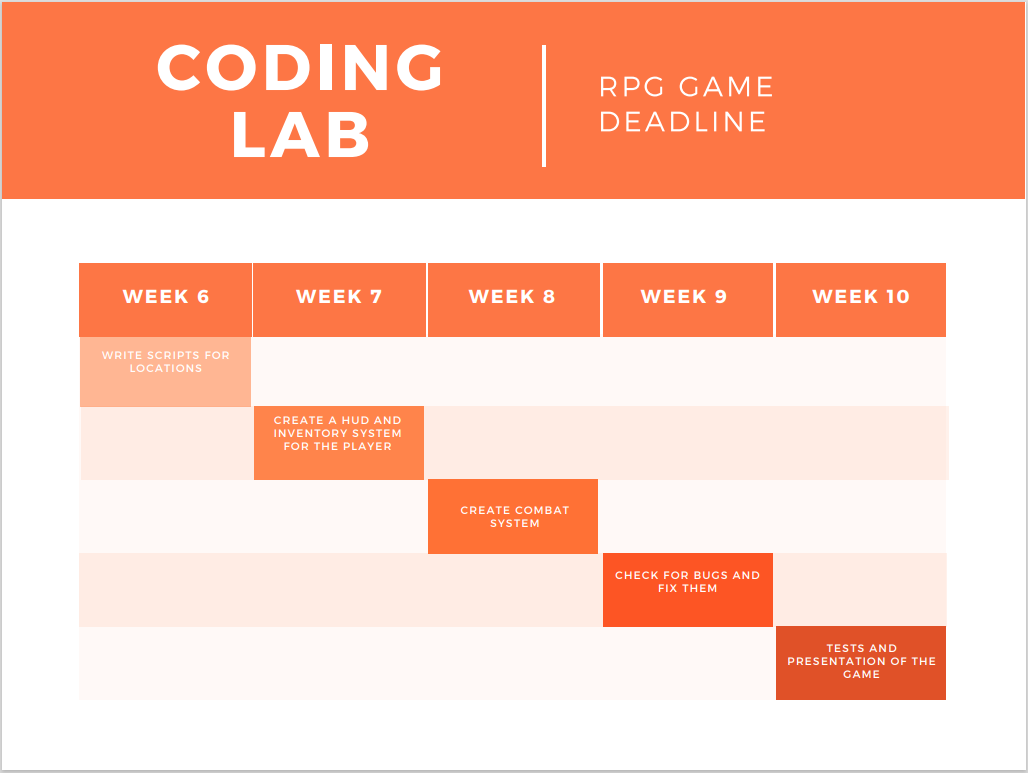 CODING
LAB
RPG GAME
DEADLINE
WEEK 6
WEEK 7
WEEK 8
WEEK 9
WEEK 10
WRITE SCRIPTS FOR
LOCATIONS
CREATE A HUD AND
INVENTORY SYSTEM
FOR THE PLAYER
CREATE COMBAT
SYSTEM
CHECK FOR BUGS AND
FIX THEM
TESTS AND
PRESENTATION OF THE
GAME